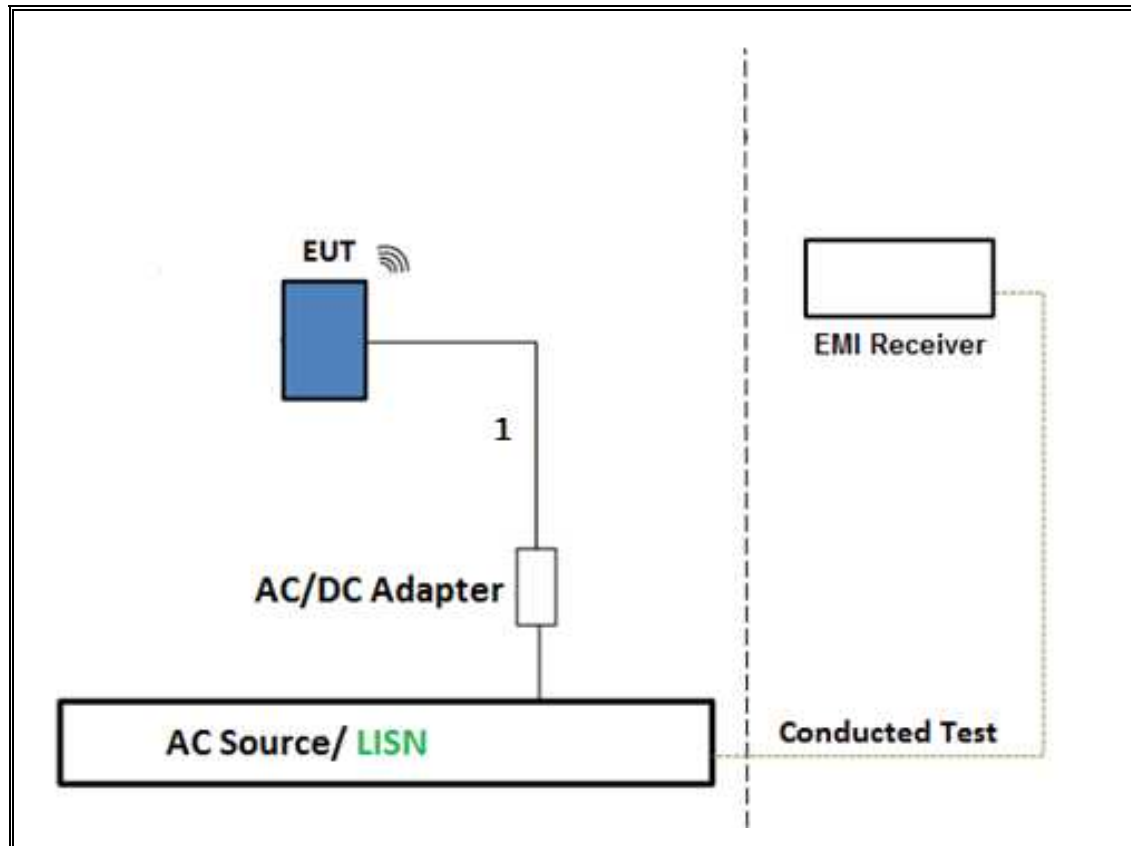 EUT
EMI Receiver
1
AC/DC Adapter
AC Source/ LISN
Conducted Test